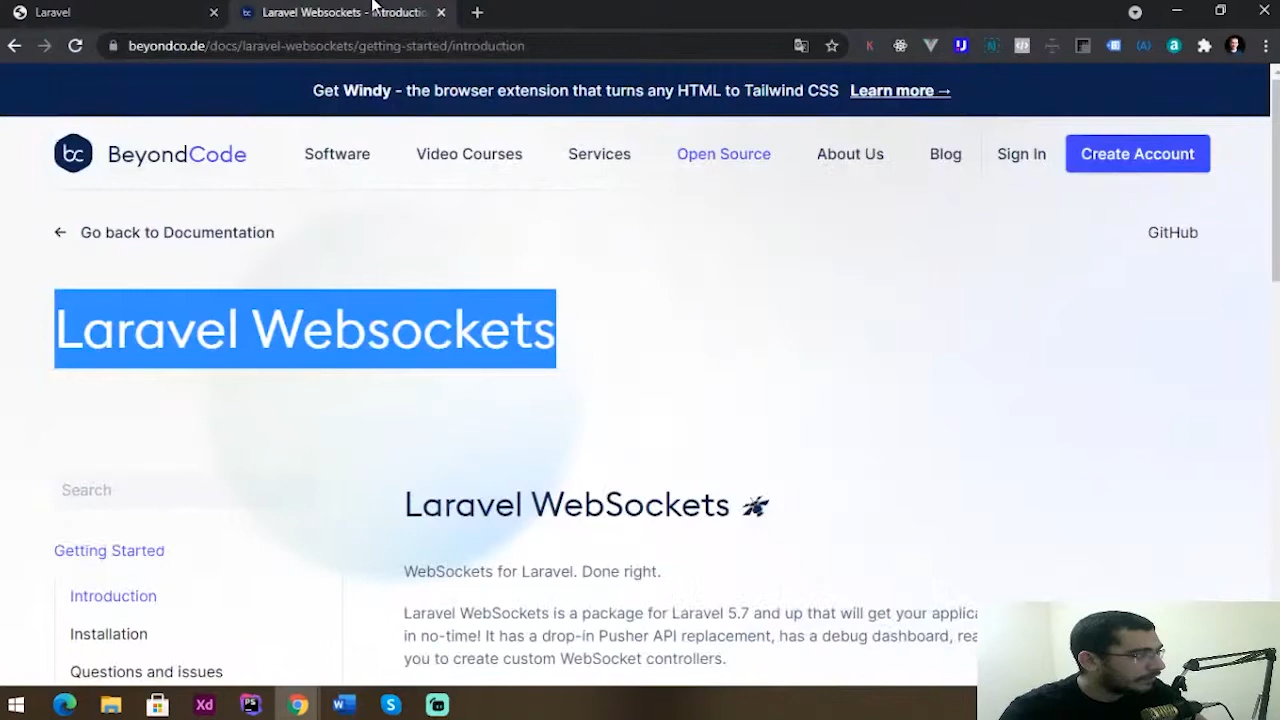 Laravel
Laravel Websockets - Introductio
beyondco.de/docs/laravel-websockets/getting-started/introduction
Get Windy - the browser extension that turns any HTML to Tailwind CSS Learn more →
bc BeyondCode Software Video Courses Services Open Source About Us Blog Sign In Create Account
← Go back to Documentation GitHub
Laravel Websockets
Search
Getting Started
Introduction
Installation
Questions and issues
Laravel WebSockets
WebSockets for Laravel. Done right.
Laravel WebSockets is a package for Laravel 5.7 and up that will get your applica
in no-time! It has a drop-in Pusher API replacement, has a debug dashboard, rea
you to create custom WebSocket controllers.
Xd PS W S